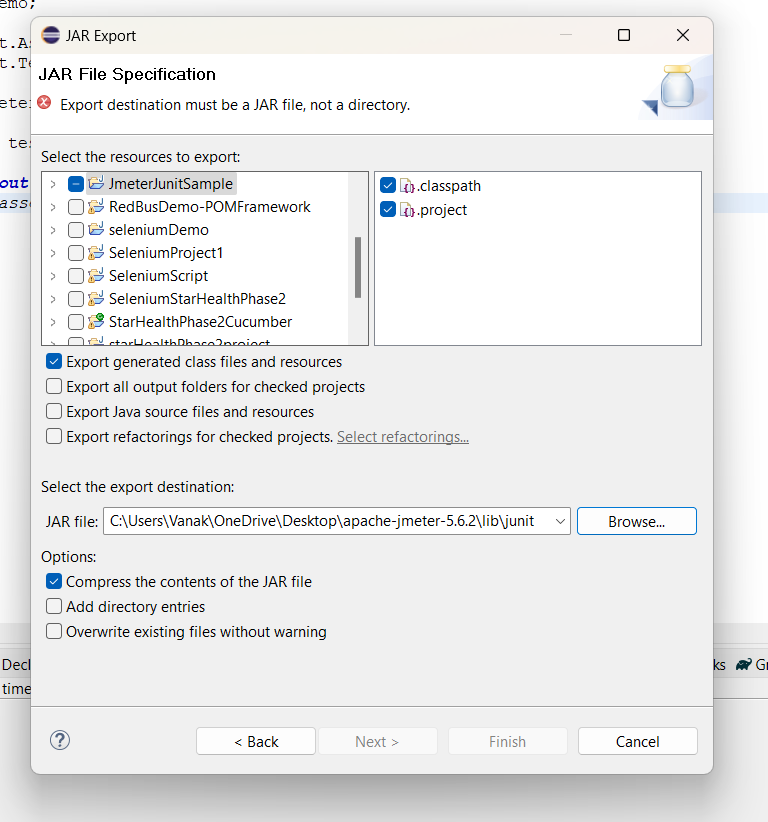 emo;
JAR Export
t.As
JAR File Specification
t.Te
Export destination must be a JAR file, not a directory.
eter
tes
Select the resources to export:
out
JmeterJunitSample
.classpath
asse
RedBusDemo-POMFramework
.project
seleniumDemo
SeleniumProject1
SeleniumScript
SeleniumStarHealthPhase2
StarHealthPhase2Cucumber
starHealthPhase2project
Export generated class files and resources
Export all output folders for checked projects
Export Java source files and resources
Export refactorings for checked projects. Select refactorings...
Select the export destination:
JAR file: C:\Users\Vanak\OneDrive\Desktop\apache-jmeter-5.6.2\lib\junit Browse...
Options:
Compress the contents of the JAR file
Add directory entries
Overwrite existing files without warning
Decl
ks
Gr
time
< Back Next > Finish Cancel